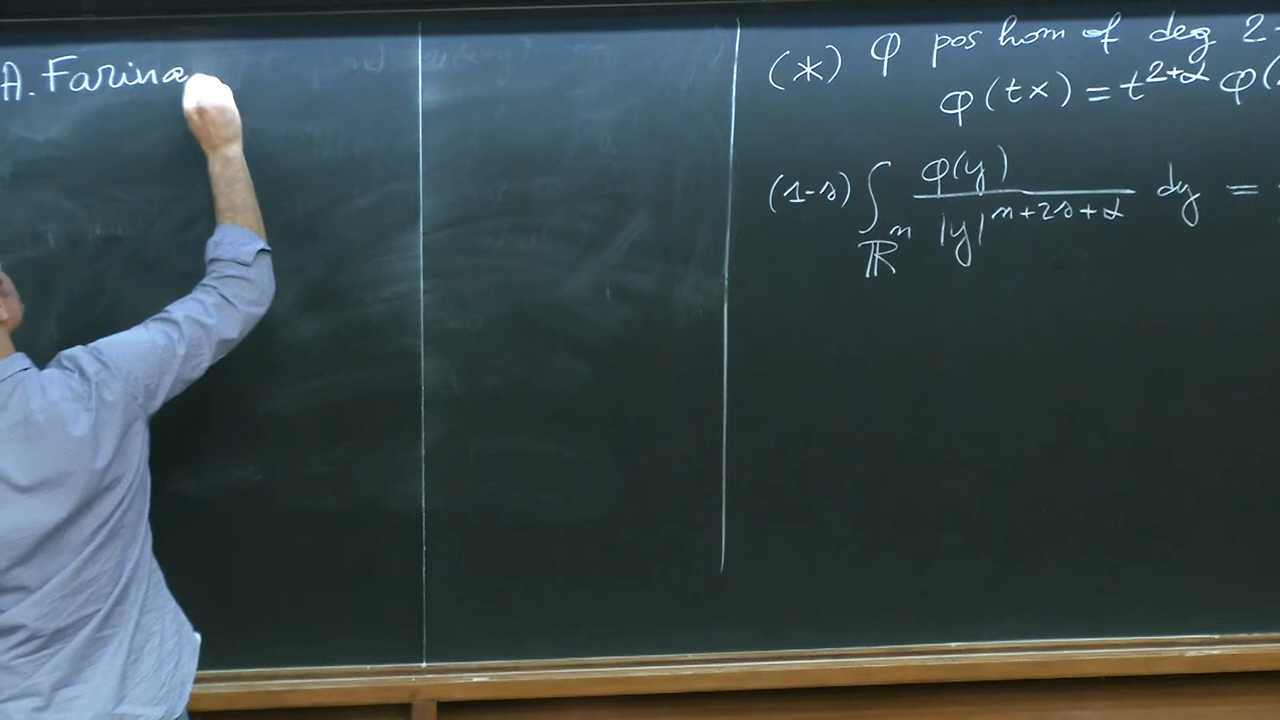 A. Farina
(*) φ pos hom of deg 2
φ(tx) = t^{2+α} φ(
(1-s) ∫_{ℝ^n} φ(y) / |y|^{n+2s+α} dy =